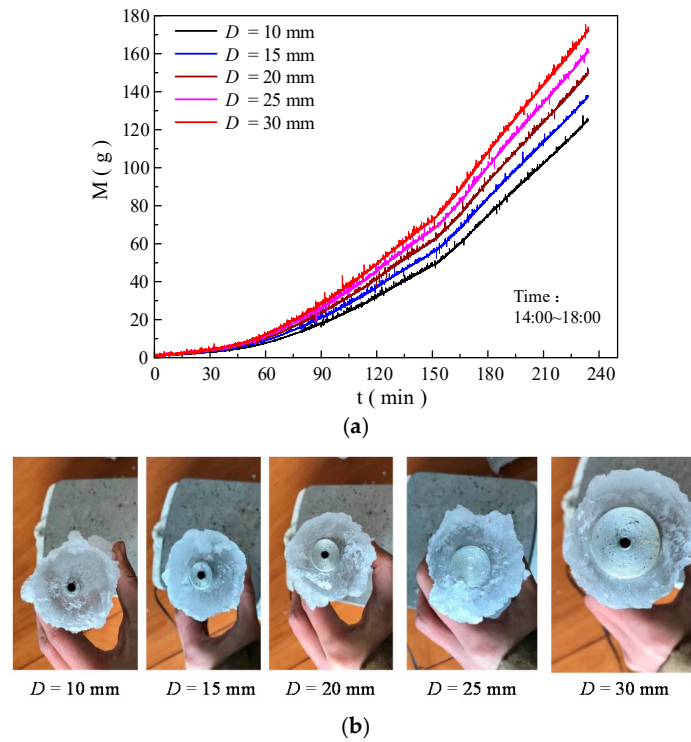 180
160
140
120
100
80
60
40
20
0
M ( g )
D = 10 mm
D = 15 mm
D = 20 mm
D = 25 mm
D = 30 mm
Time :
14:00~18:00
0 30 60 90 120 150 180 210 240
t ( min )
(a)
D = 10 mm D = 15 mm D = 20 mm D = 25 mm D = 30 mm
(b)